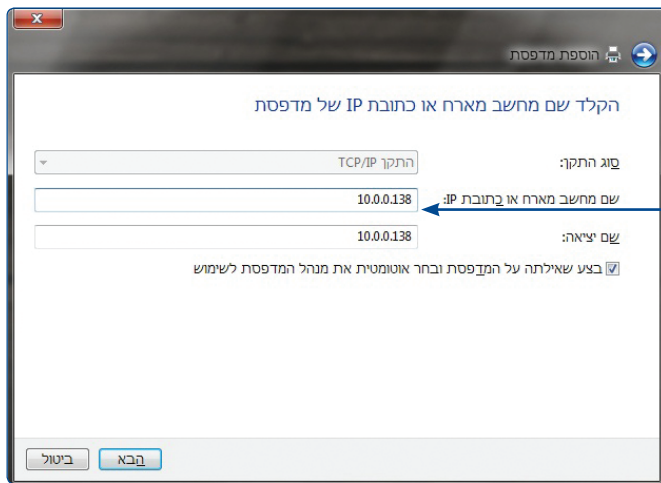 הוספת מדפסת
הקלד שם מחשב מארח או כתובת IP של מדפסת
סוג התקן: התקן TCP/IP
שם מחשב מארח או כתובת IP: 10.0.0.138
שם יציאה: 10.0.0.138
בצע שאילתה על המדפסת ובחר אוטומטית את מנהל המדפסת לשימוש
הבא ביטול